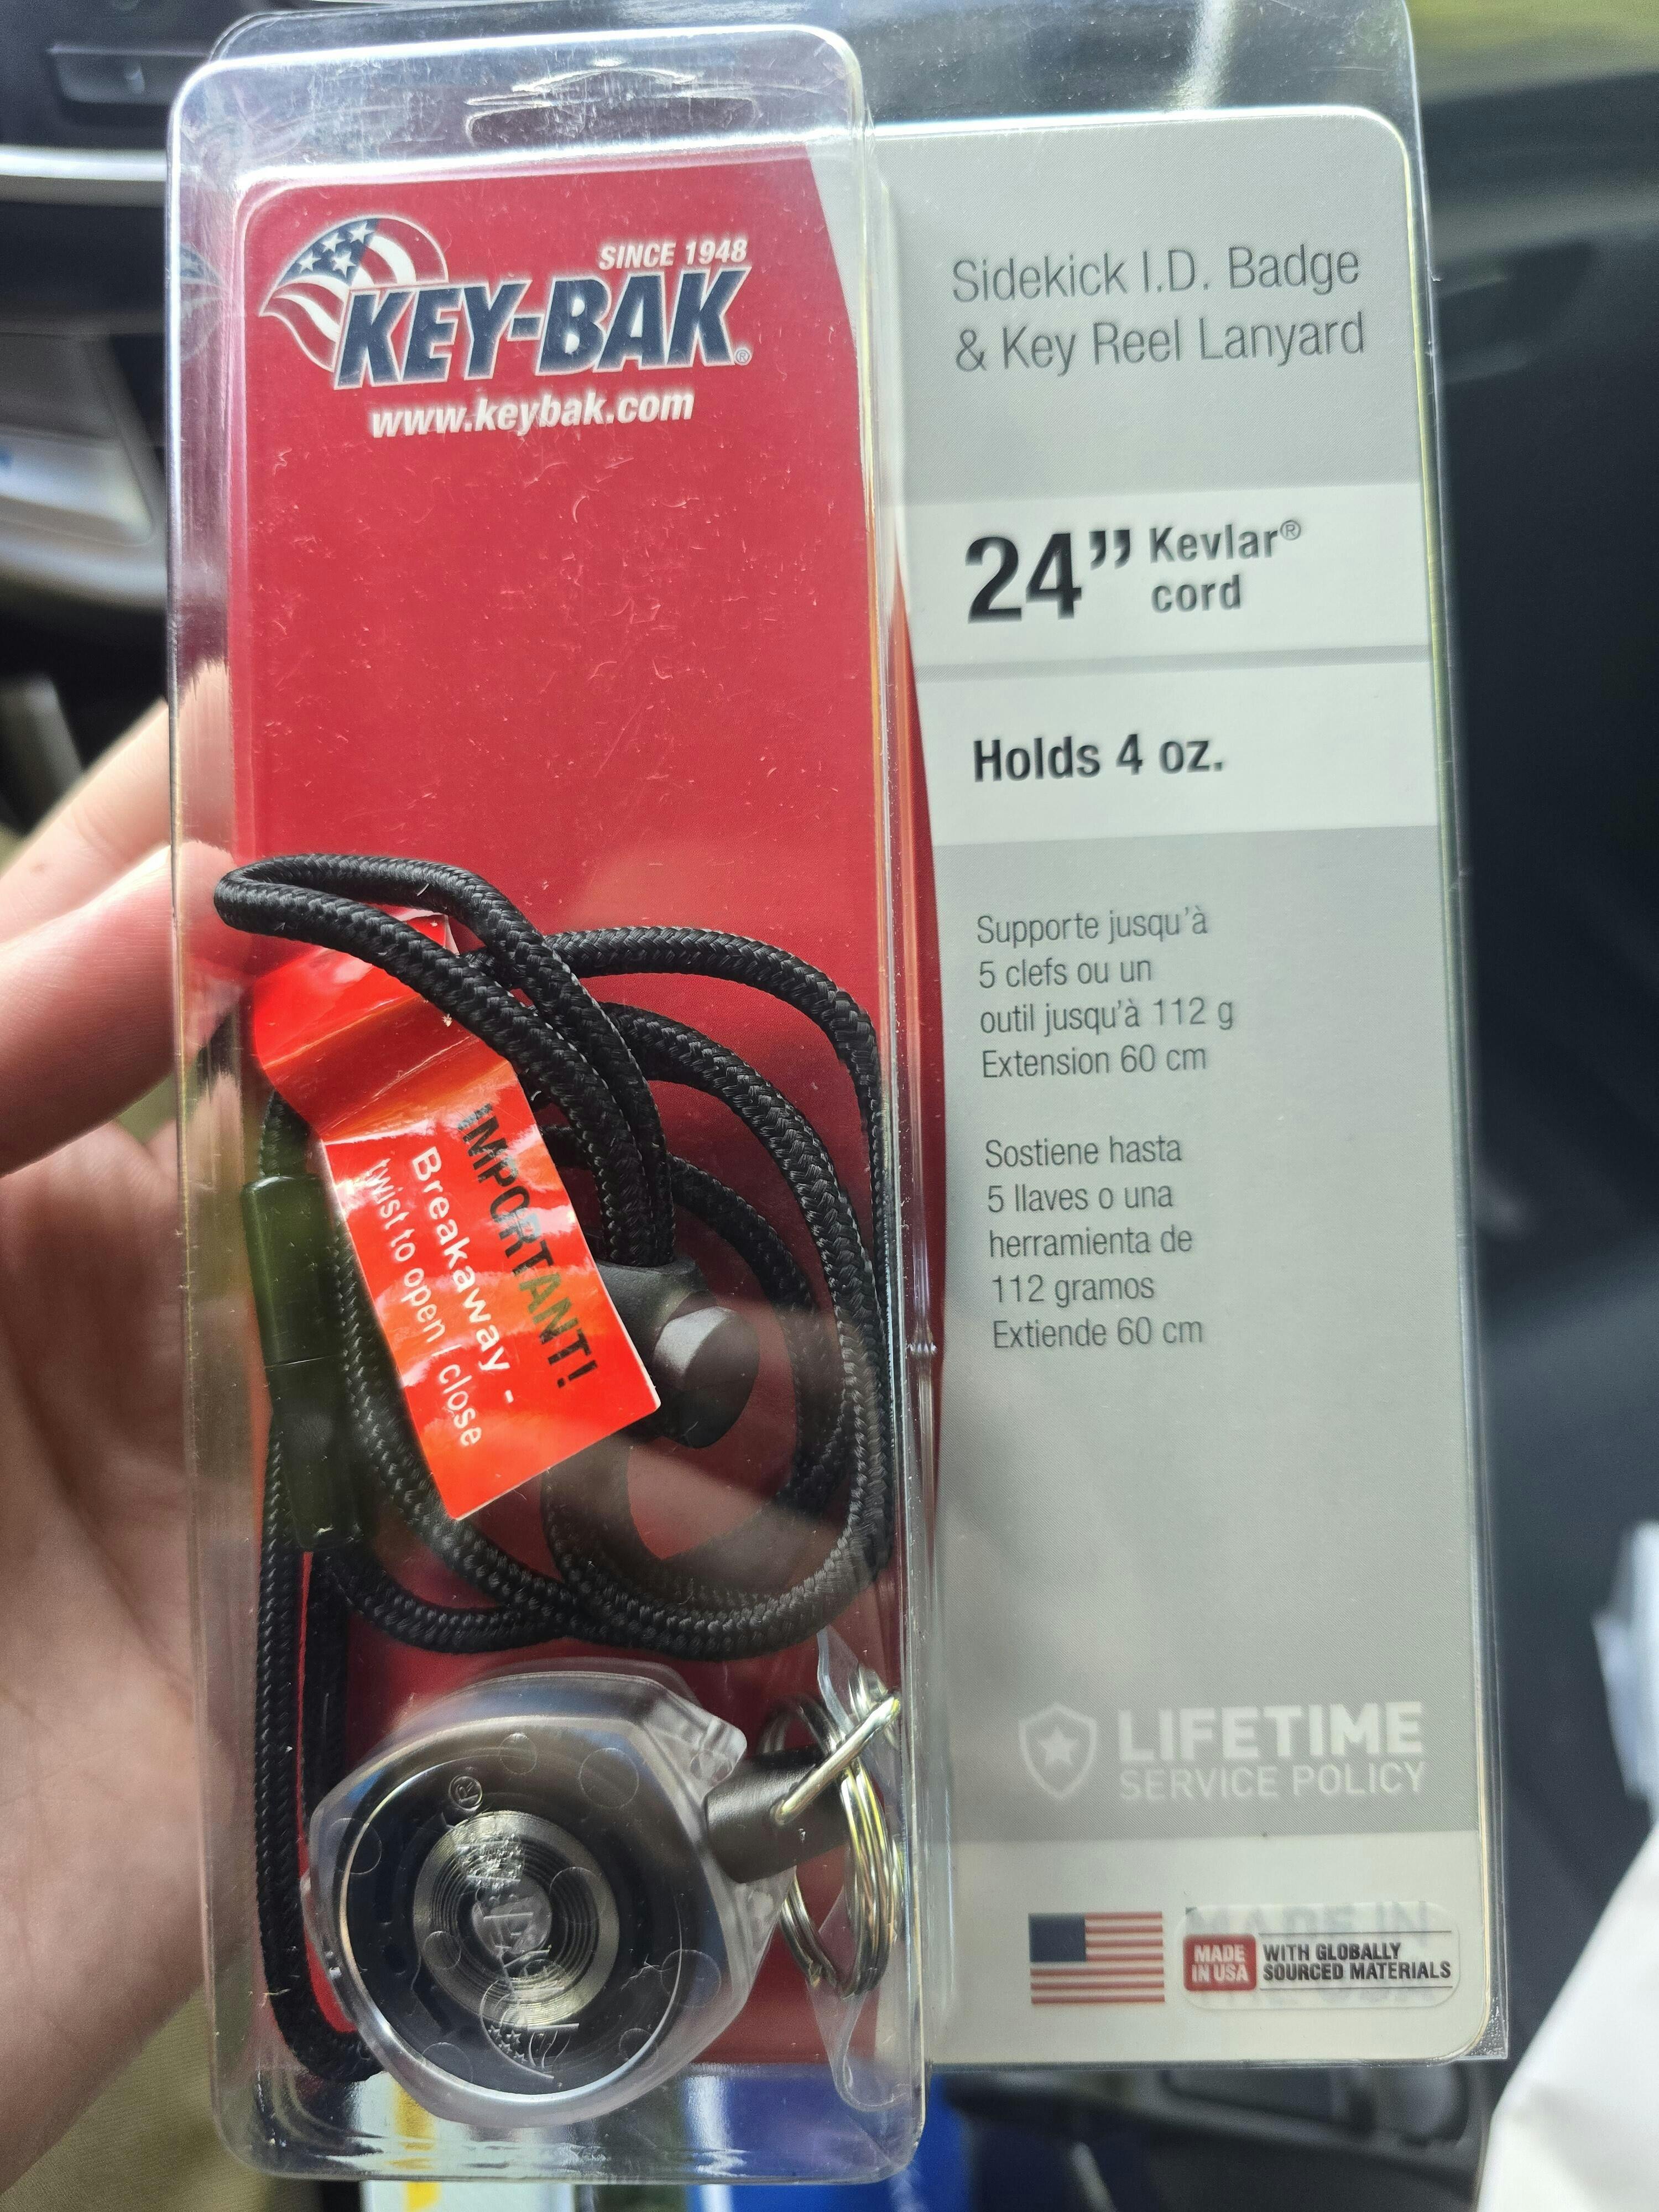 SINCE 1948
KEY-BAK®
www.keybak.com
Sidekick I.D. Badge
& Key Reel Lanyard
24” Kevlar®
cord
Holds 4 oz.
Supporte jusqu’à
5 clefs ou un
outil jusqu’à 112 g
Extension 60 cm
Sostiene hasta
5 llaves o una
herramienta de
112 gramos
Extiende 60 cm
IMPORTANT!
Breakaway -
twist to open / close
LIFETIME
SERVICE POLICY
MADE IN
MADE
IN USA
WITH GLOBALLY
SOURCED MATERIALS